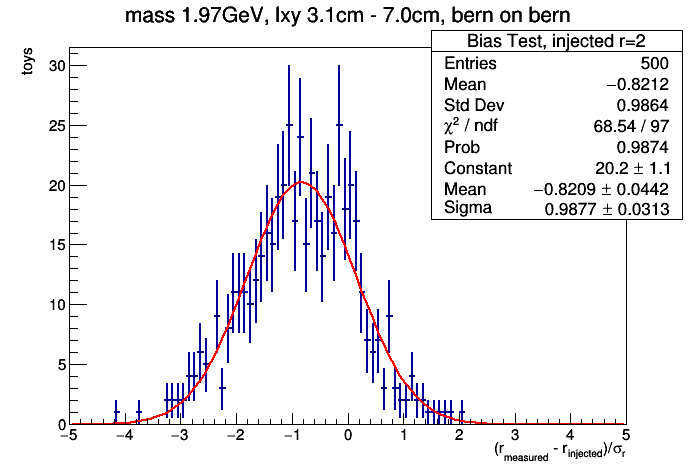 mass 1.97GeV, lxy 3.1cm - 7.0cm, bern on bern
Bias Test, injected r=2
Entries 500
Mean −0.8212
Std Dev 0.9864
χ² / ndf 68.54 / 97
Prob 0.9874
Constant 20.2 ± 1.1
Mean −0.8209 ± 0.0442
Sigma 0.9877 ± 0.0313
toys
30
25
20
15
10
5
0
−5 −4 −3 −2 −1 0 1 2 3 4 5
(r_measured - r_injected)/σ_r